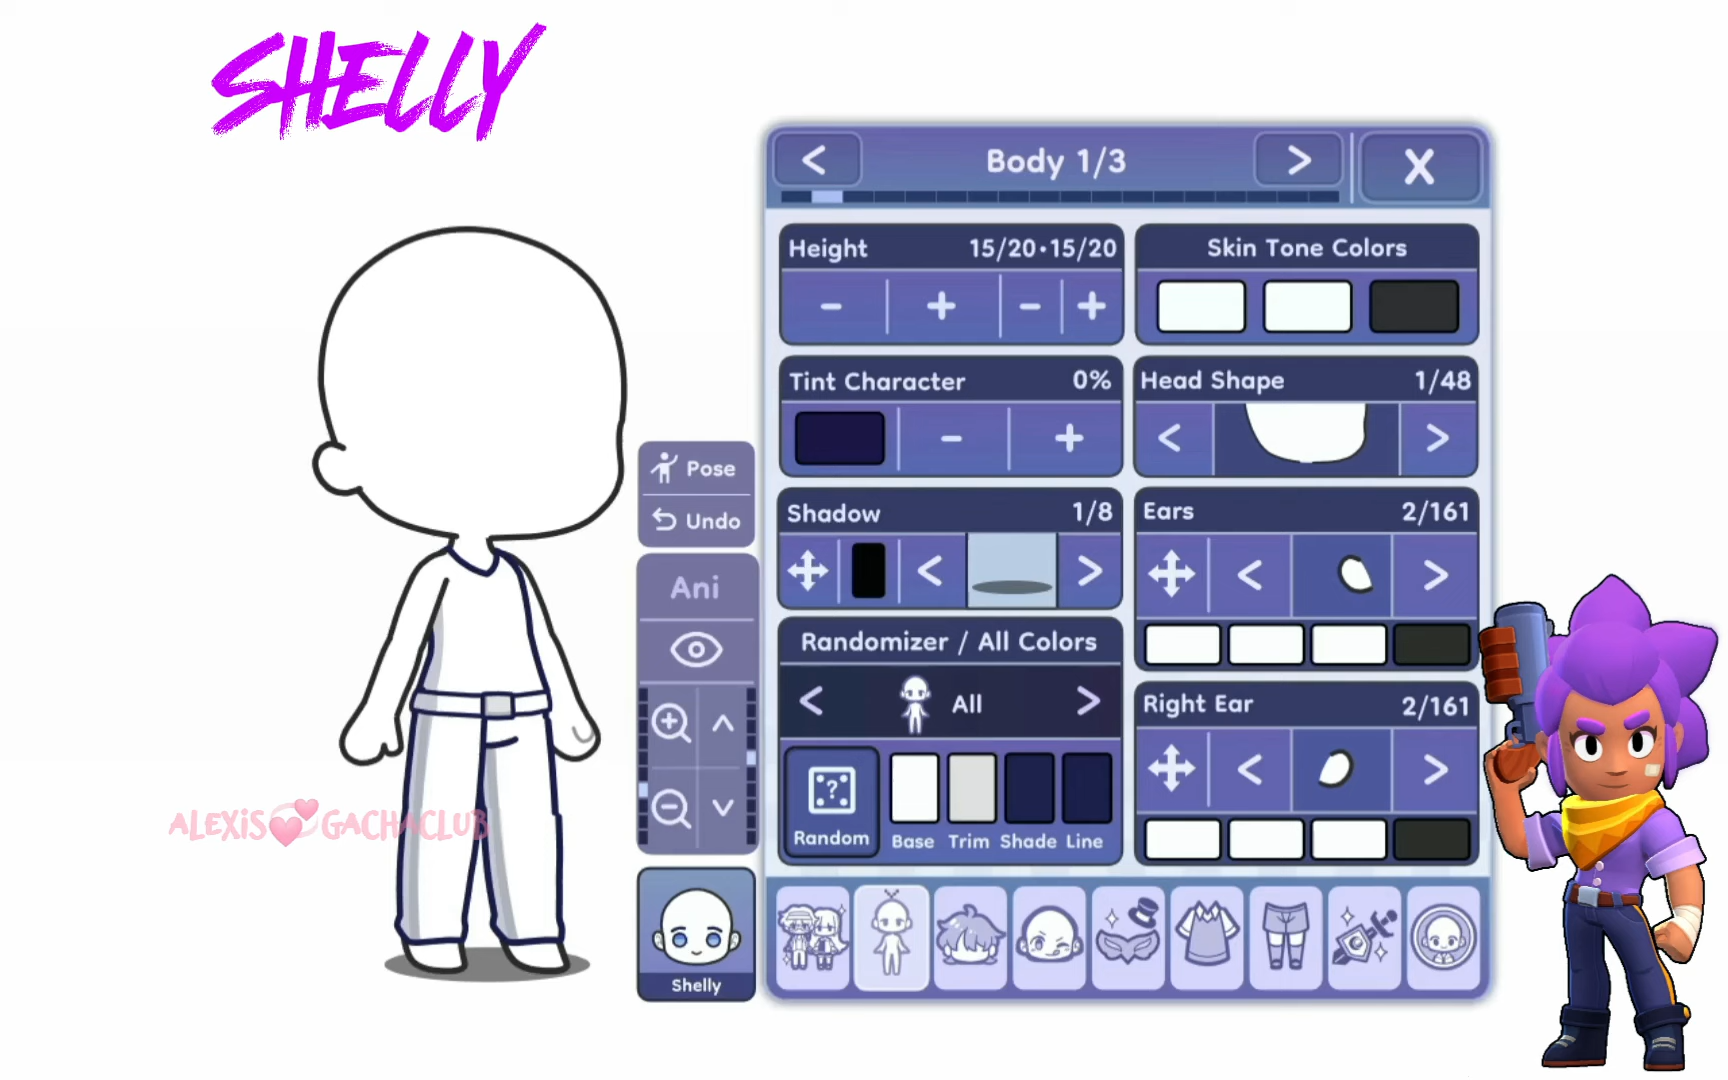 SHELLY
Body 1/3
X
Height 15/20•15/20
Skin Tone Colors
Tint Character 0%
Head Shape 1/48
Pose
Undo
Shadow 1/8
Ears 2/161
Ani
Randomizer / All Colors
All
Right Ear 2/161
Random
Base Trim Shade Line
ALEXIS GACHACLUB
Shelly